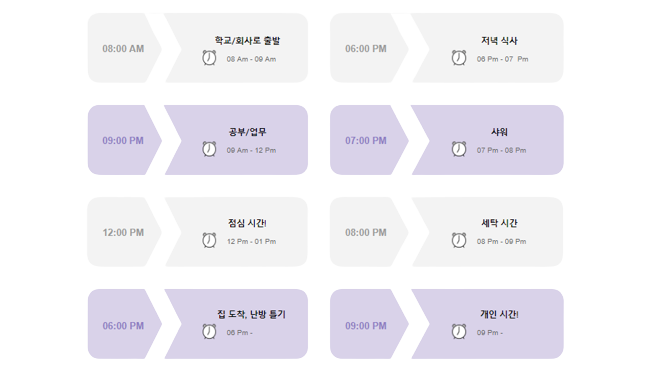 08:00 AM
학교/회사로 출발
08 Am - 09 Am
09:00 PM
공부/업무
09 Am - 12 Pm
12:00 PM
점심 시간!
12 Pm - 01 Pm
06:00 PM
집 도착, 난방 틀기
06 Pm -
06:00 PM
저녁 식사
06 Pm - 07 Pm
07:00 PM
샤워
07 Pm - 08 Pm
08:00 PM
세탁 시간
08 Pm - 09 Pm
09:00 PM
개인 시간!
09 Pm -